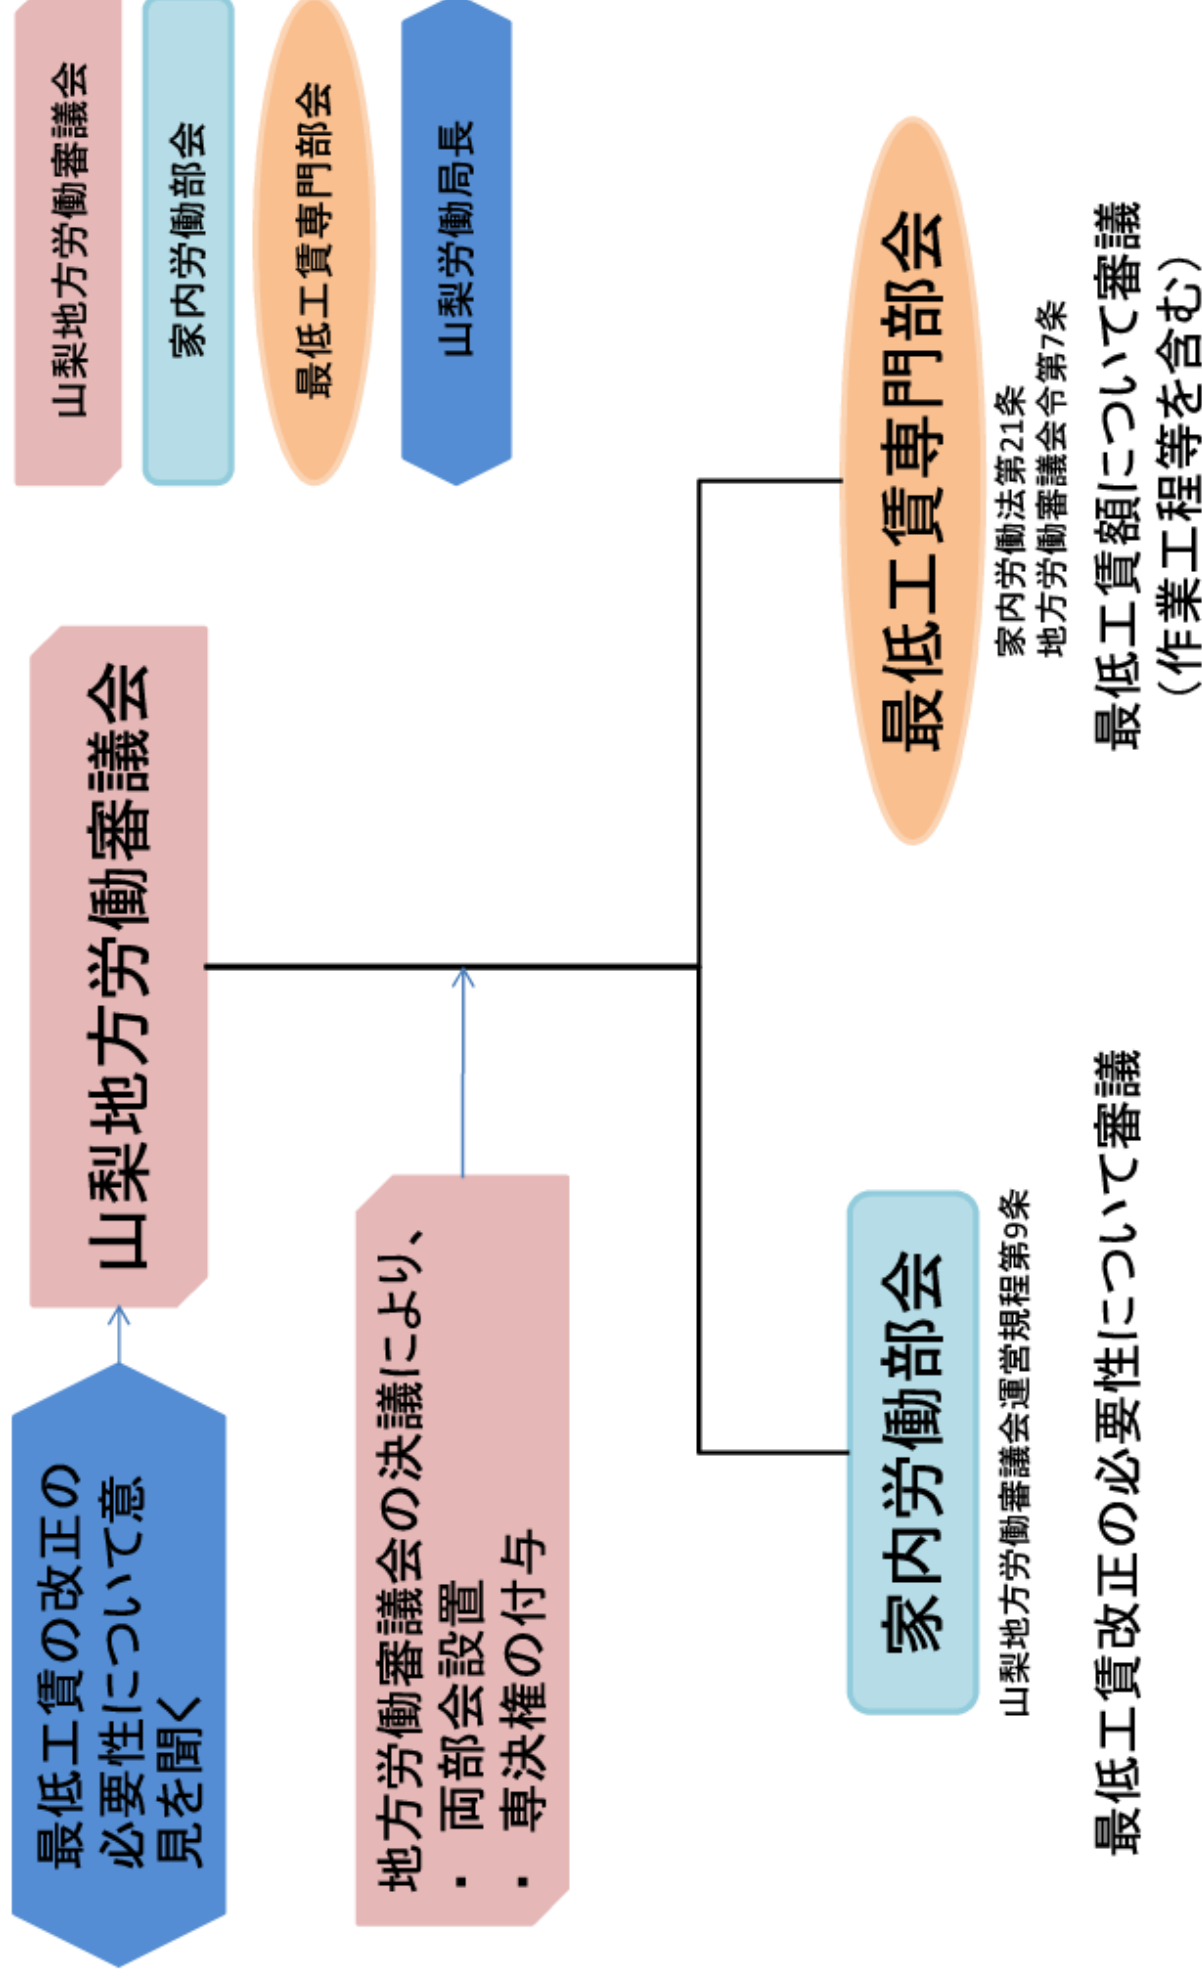 最低工賃の改正の
必要性について意
見を聞く
山梨地方労働審議会
山梨地方労働審議会
家内労働部会
最低工賃専門部会
山梨労働局長
地方労働審議会の決議により、
・ 両部会設置
・ 専決権の付与
家内労働部会
山梨地方労働審議会運営規程第9条
最低工賃改正の必要性について審議
最低工賃専門部会
家内労働法第21条
地方労働審議会令第7条
最低工賃額について審議
（作業工程等を含む）